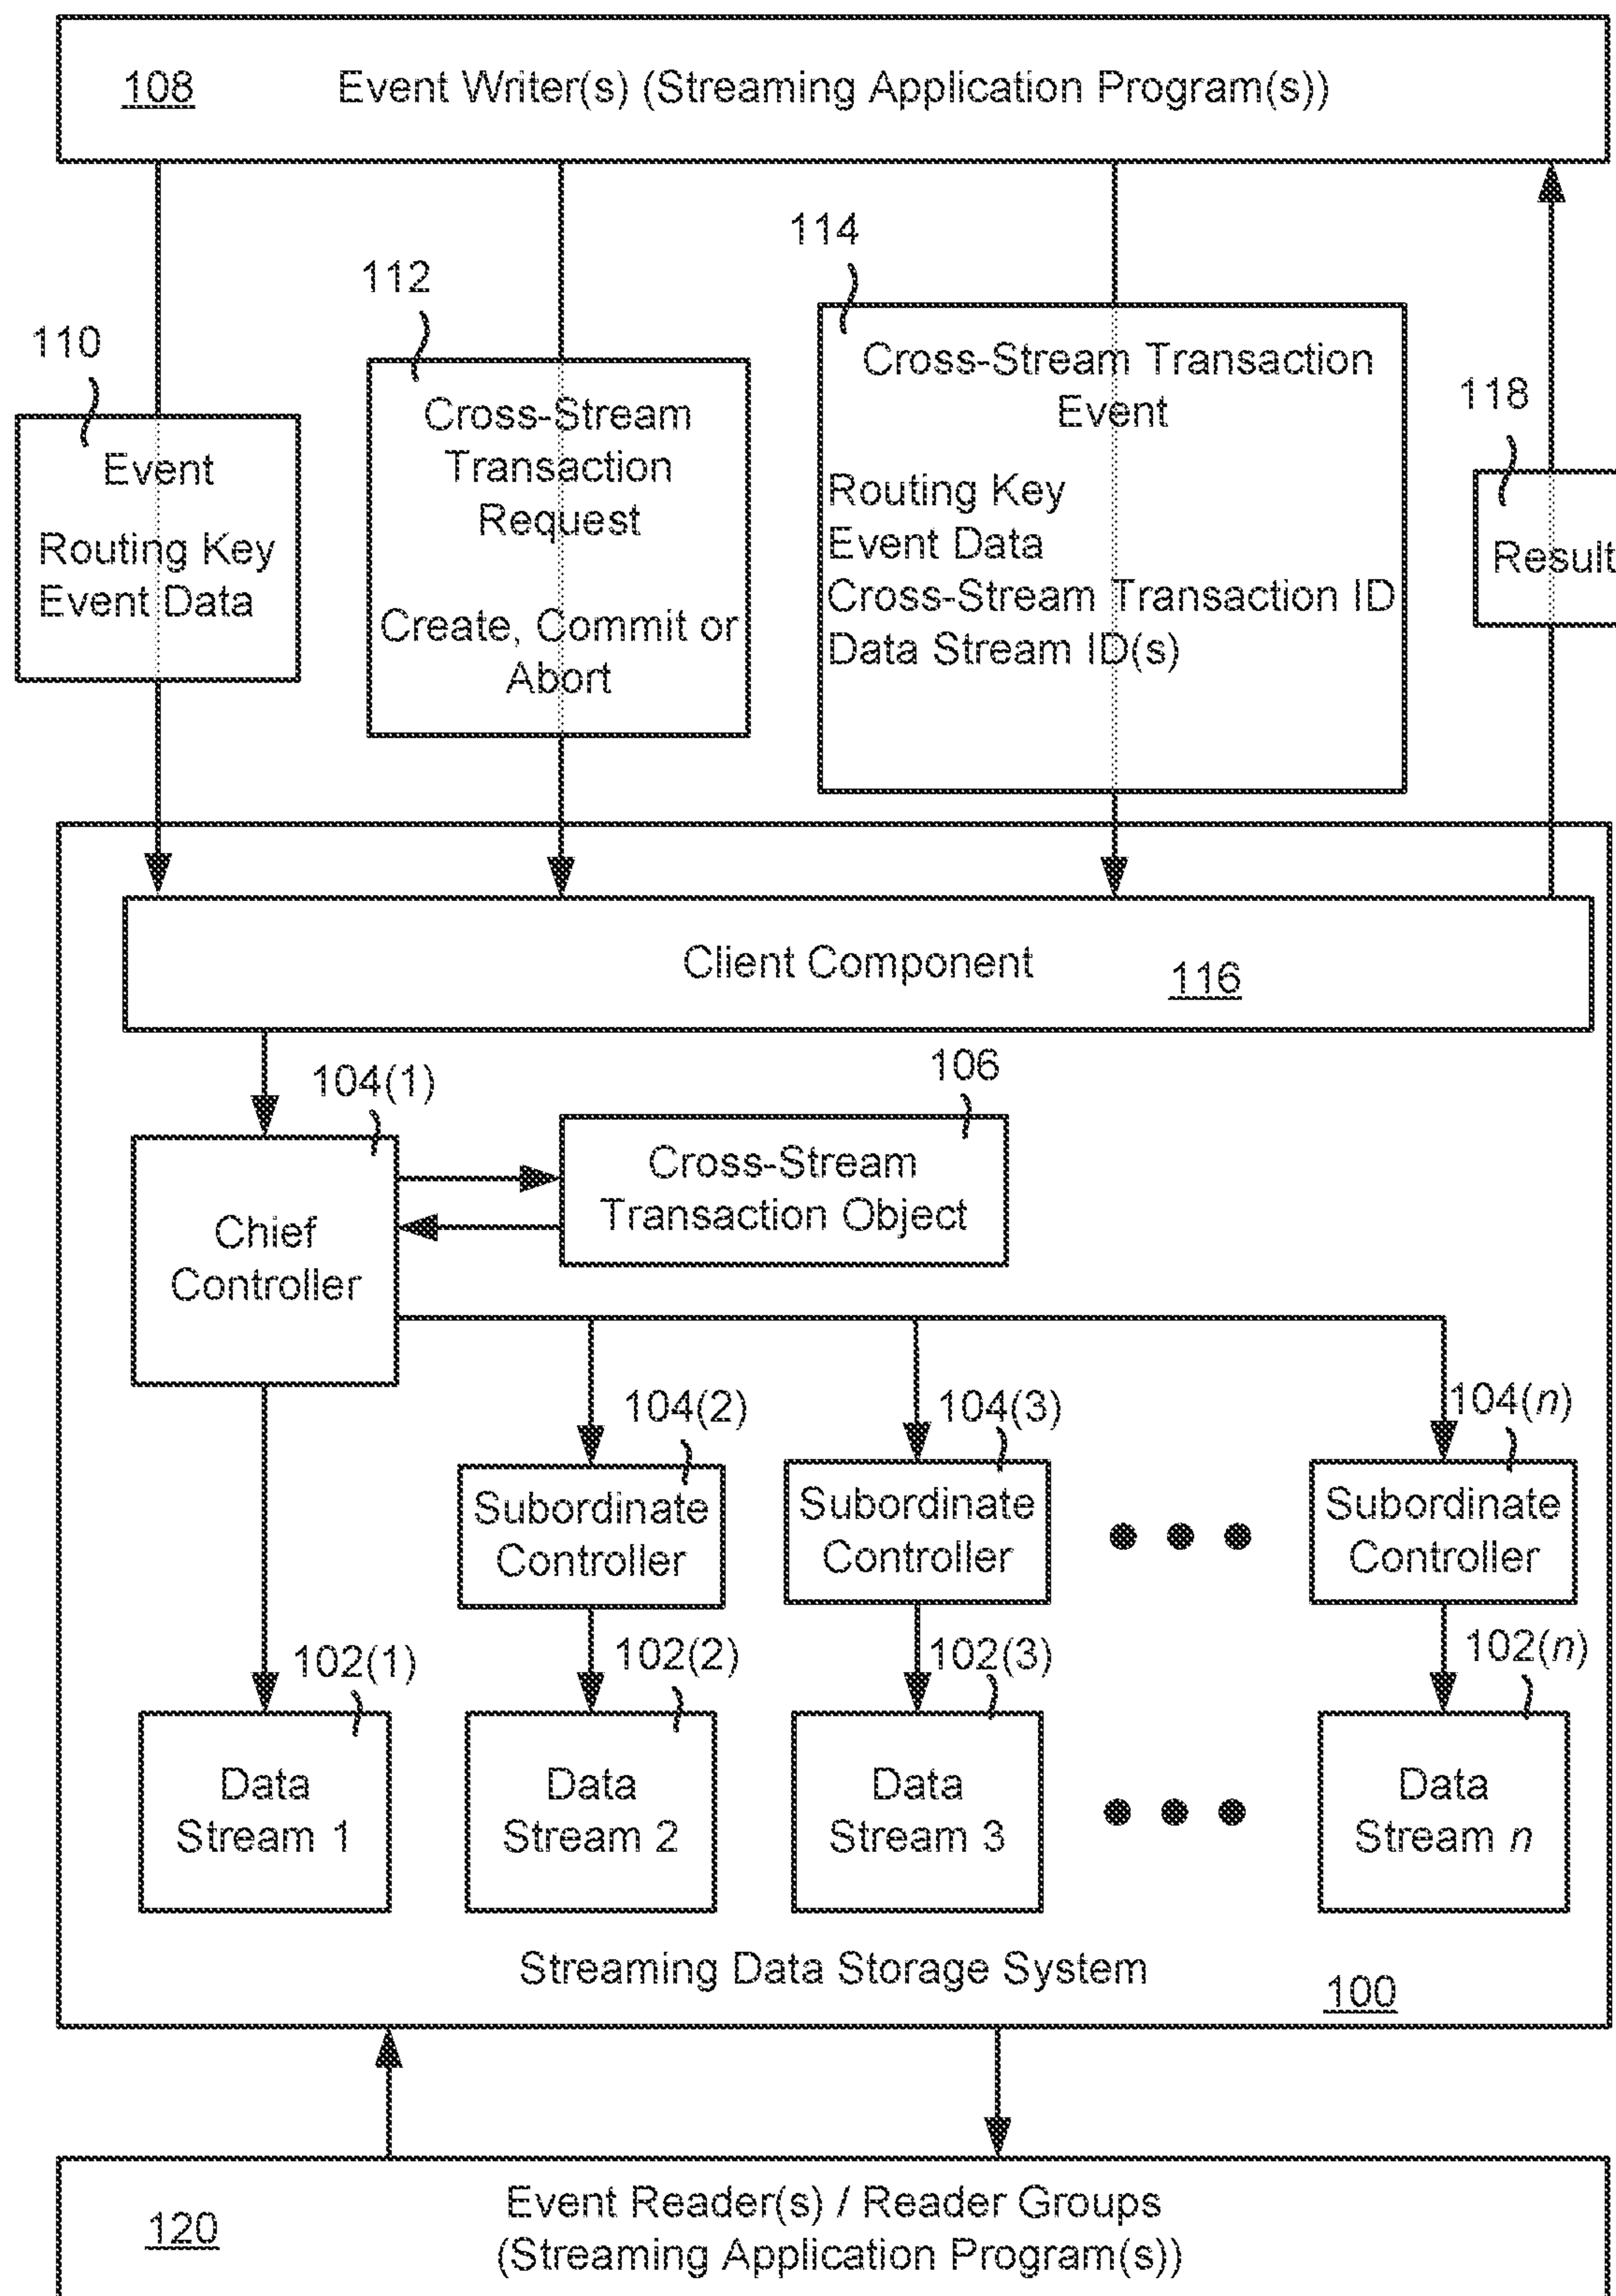 108
Event Writer(s) (Streaming Application Program(s))
114
112
110
118
Cross-Stream Transaction
Event
Routing Key
Event Data
Cross-Stream Transaction ID
Data Stream ID(s)
Cross-Stream
Transaction
Request
Create, Commit or
Abort
Event
Routing Key
Event Data
Result
Client Component
116
104(1)
106
Chief
Controller
Cross-Stream
Transaction Object
104(2)
104(3)
104(n)
Subordinate
Controller
Subordinate
Controller
Subordinate
Controller
102(1)
102(2)
102(3)
102(n)
Data
Stream 1
Data
Stream 2
Data
Stream 3
Data
Stream n
Streaming Data Storage System
100
120
Event Reader(s) / Reader Groups
(Streaming Application Program(s))